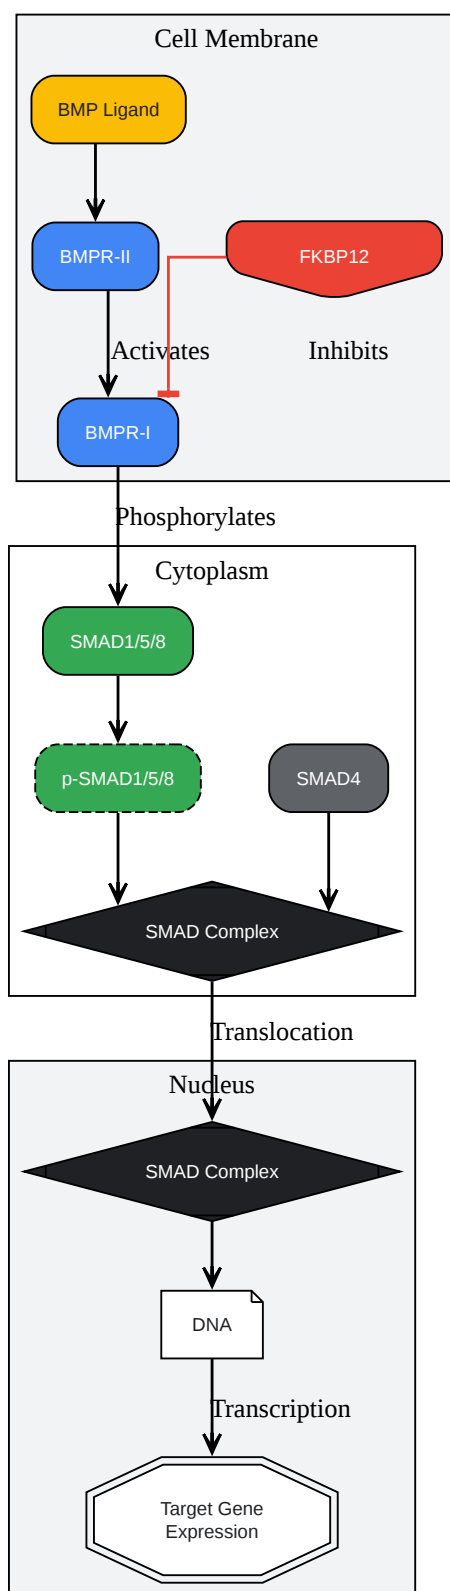 Cell Membrane
BMP Ligand
BMPR-II
FKBP12
Activates
Inhibits
BMPR-I
Phosphorylates
Cytoplasm
SMAD1/5/8
p-SMAD1/5/8
SMAD4
SMAD Complex
Translocation
Nucleus
SMAD Complex
DNA
Transcription
Target Gene
Expression